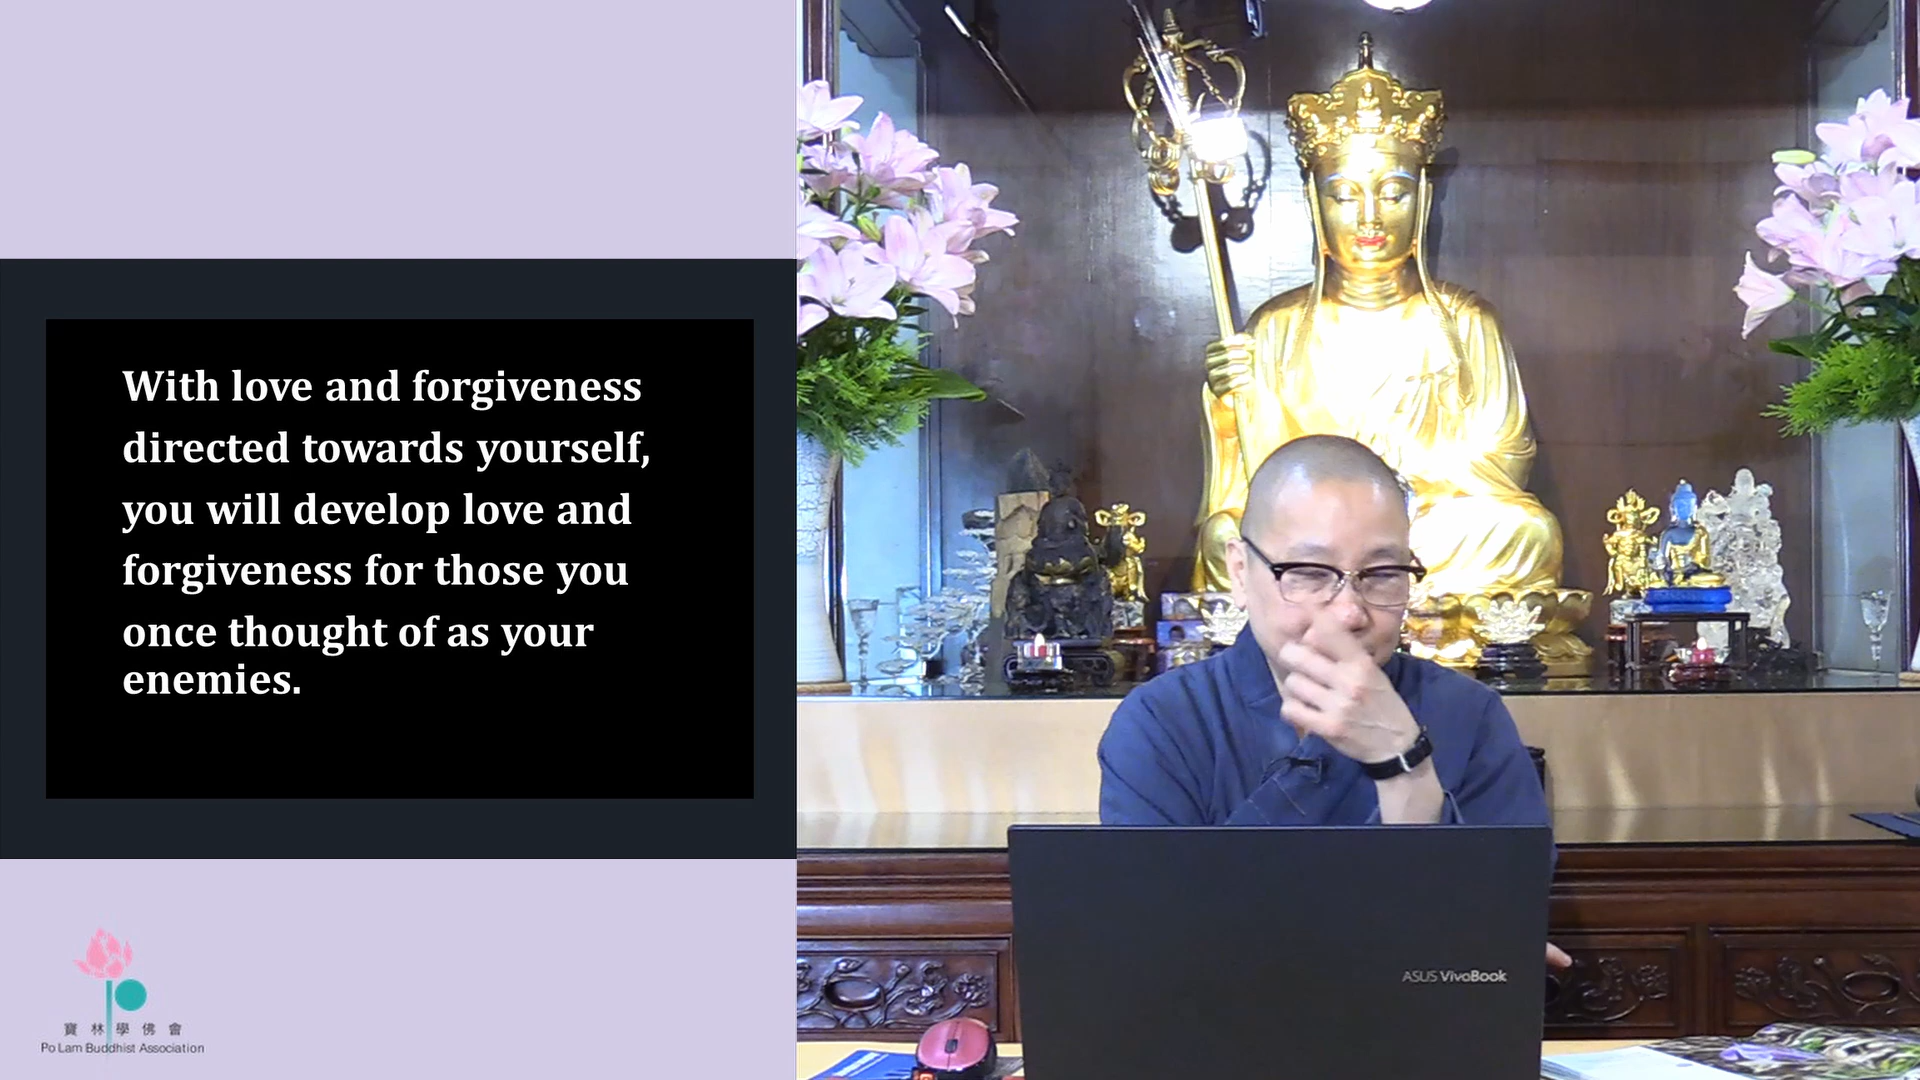 With love and forgiveness
directed towards yourself,
you will develop love and
forgiveness for those you
once thought of as your
enemies.
寶 林 學 佛 會
Po Lam Buddhist Association
ASUS VivoBook